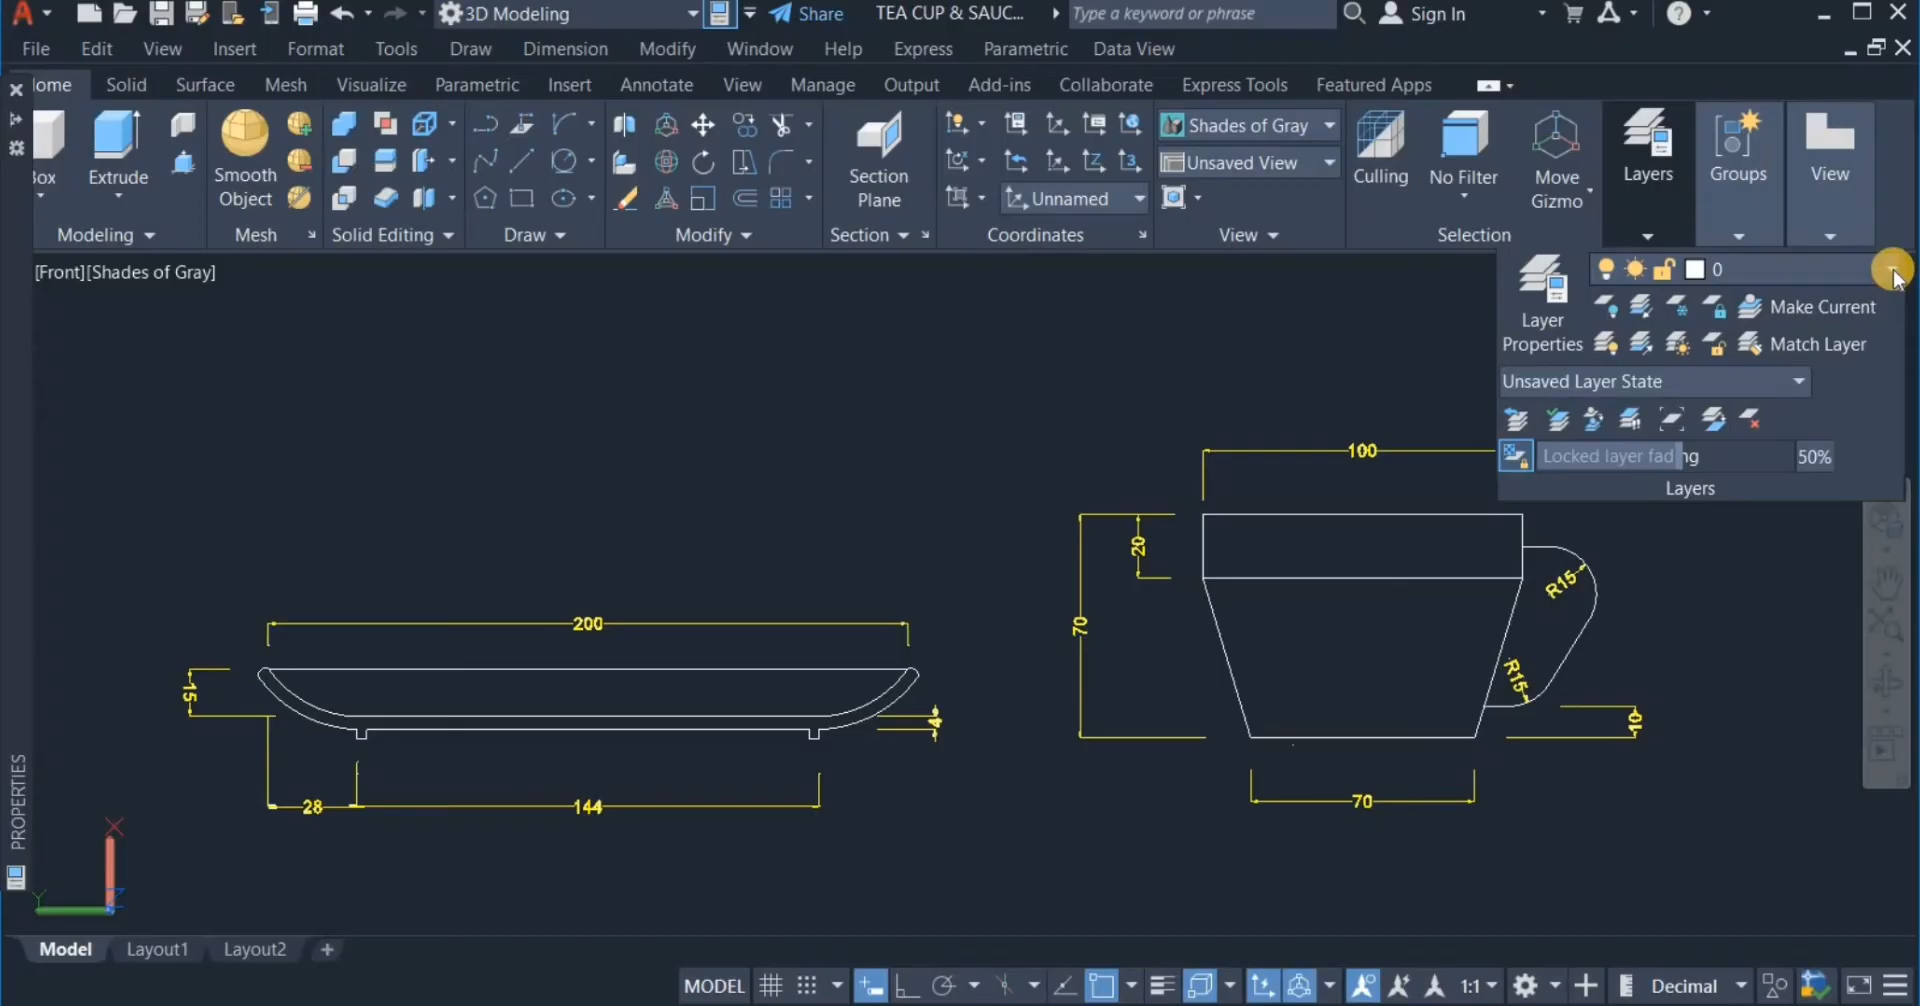 3D Modeling Share TEA CUP & SAUC... Type a keyword or phrase Sign In
File Edit View Insert Format Tools Draw Dimension Modify Window Help Express Parametric Data View
ome Solid Surface Mesh Visualize Parametric Insert Annotate View Manage Output Add-ins Collaborate Express Tools Featured Apps
Box Extrude Smooth Object Section Plane Shades of Gray Unsaved View Unnamed Culling No Filter Move Gizmo Layers Groups View
Modeling Mesh Solid Editing Draw Modify Section Coordinates View Selection
[Front][Shades of Gray]
0
Layer Properties
Make Current
Match Layer
Unsaved Layer State
Locked layer fading 50%
Layers
100
20
70
R15
R15
10
70
200
15
4
28
144
PROPERTIES
X
Y
Z
Model Layout1 Layout2 +
MODEL 1:1 Decimal